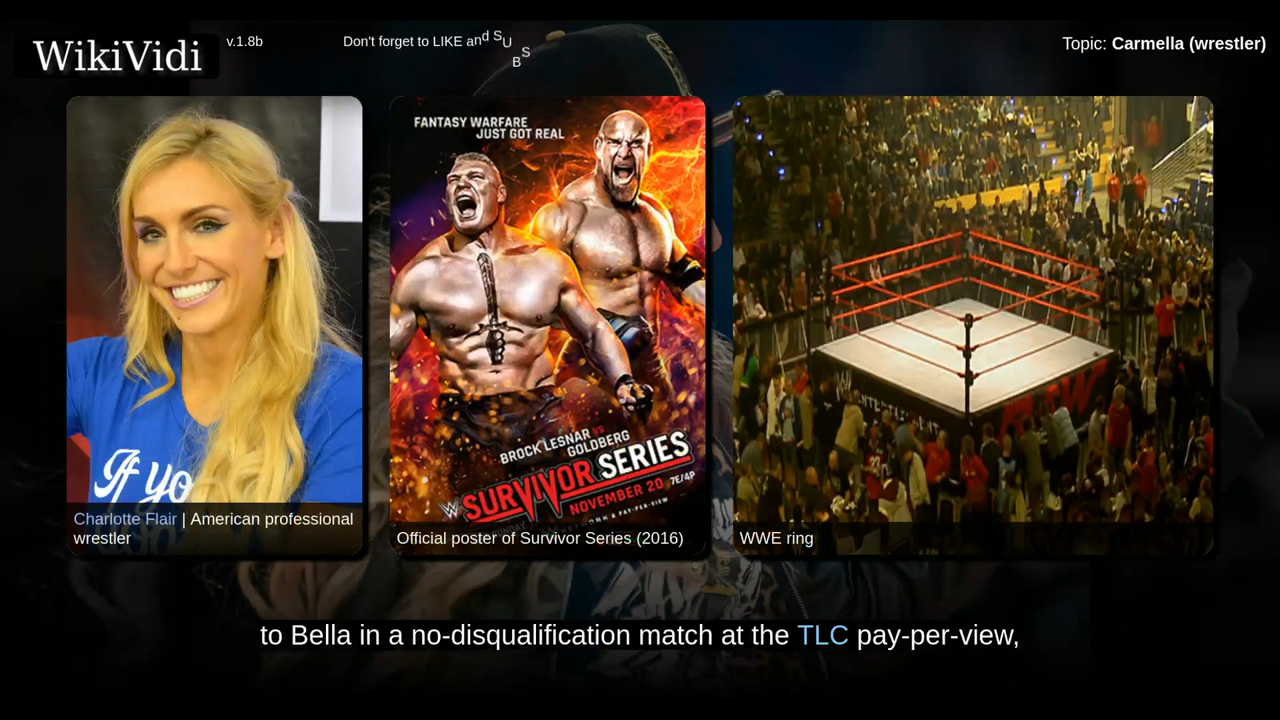 WikiVidi
v.1.8b
Don't forget to LIKE and SUBS
Topic: Carmella (wrestler)
FANTASY WARFARE
JUST GOT REAL
BROCK LESNAR VS
GOLDBERG
SURVIVOR SERIES
NOVEMBER 20 7E/4P
If yo
Charlotte Flair | American professional
wrestler
Official poster of Survivor Series (2016)
WWE ring
to Bella in a no-disqualification match at the TLC pay-per-view,